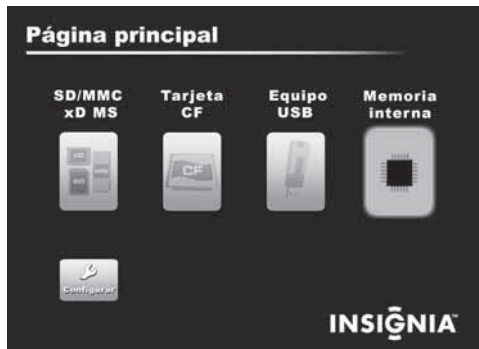 Página principal
SD/MMC
xD MS
Tarjeta
CF
Equipo
USB
Memoria
interna
CF
Configurar
INSIGNIA